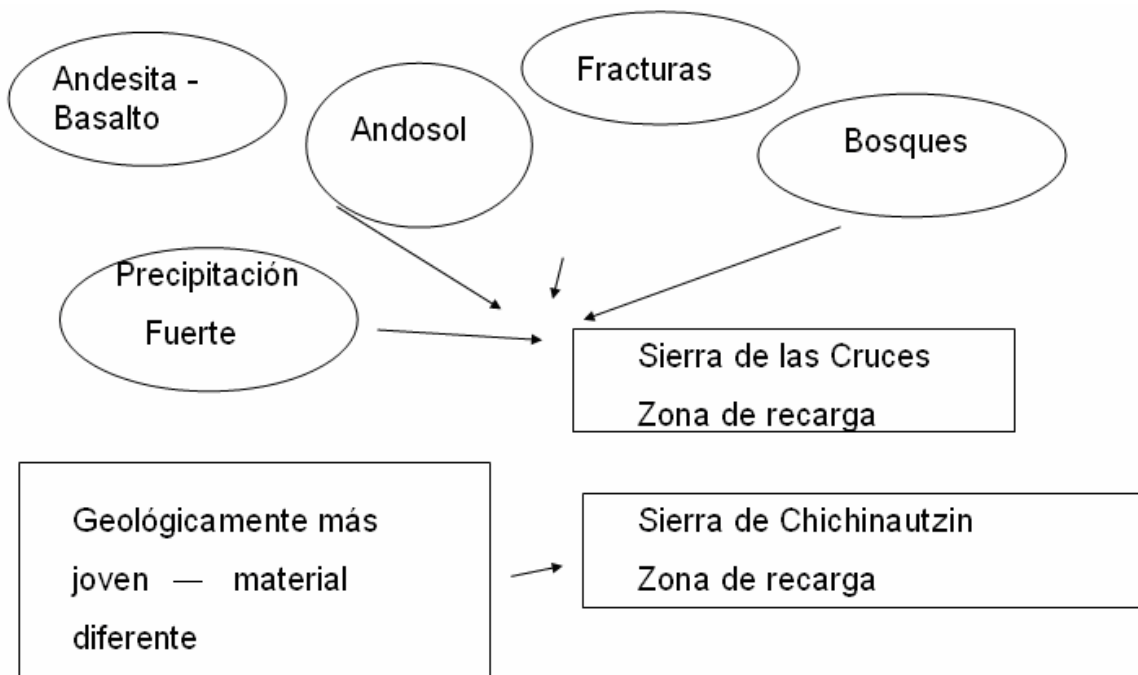 Andesita -
Basalto
Andosol
Fracturas
Bosques
Precipitación
Fuerte
Sierra de las Cruces
Zona de recarga
Geológicamente más
joven — material
diferente
Sierra de Chichinautzin
Zona de recarga